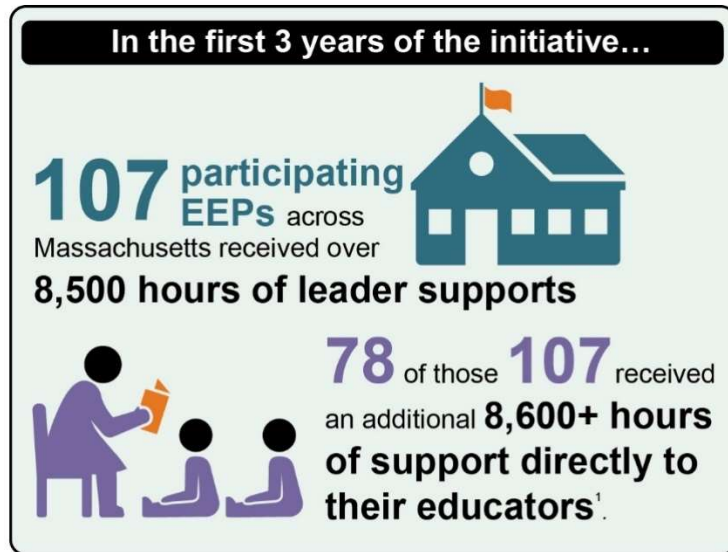 In the first 3 years of the initiative...
107 participating
EEPs across
Massachusetts received over
8,500 hours of leader supports
78 of those 107 received
an additional 8,600+ hours
of support directly to
their educators¹.